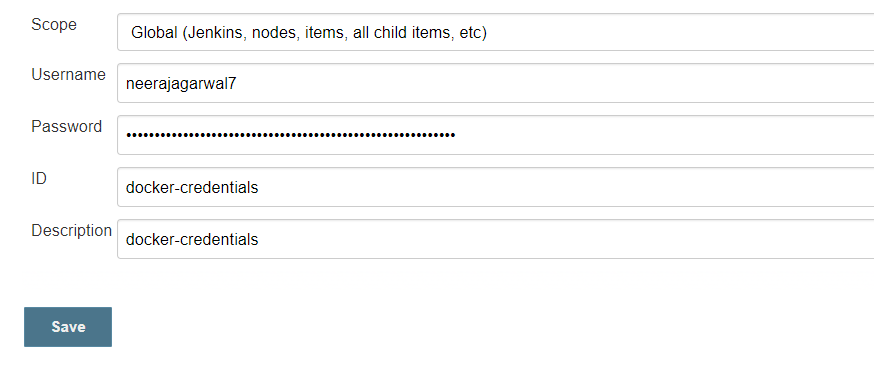 Scope Global (Jenkins, nodes, items, all child items, etc)
Username neerajagarwal7
Password ••••••••••••••••••••••••••••••••••••••••••••••••••••••••••
ID docker-credentials
Description docker-credentials
Save